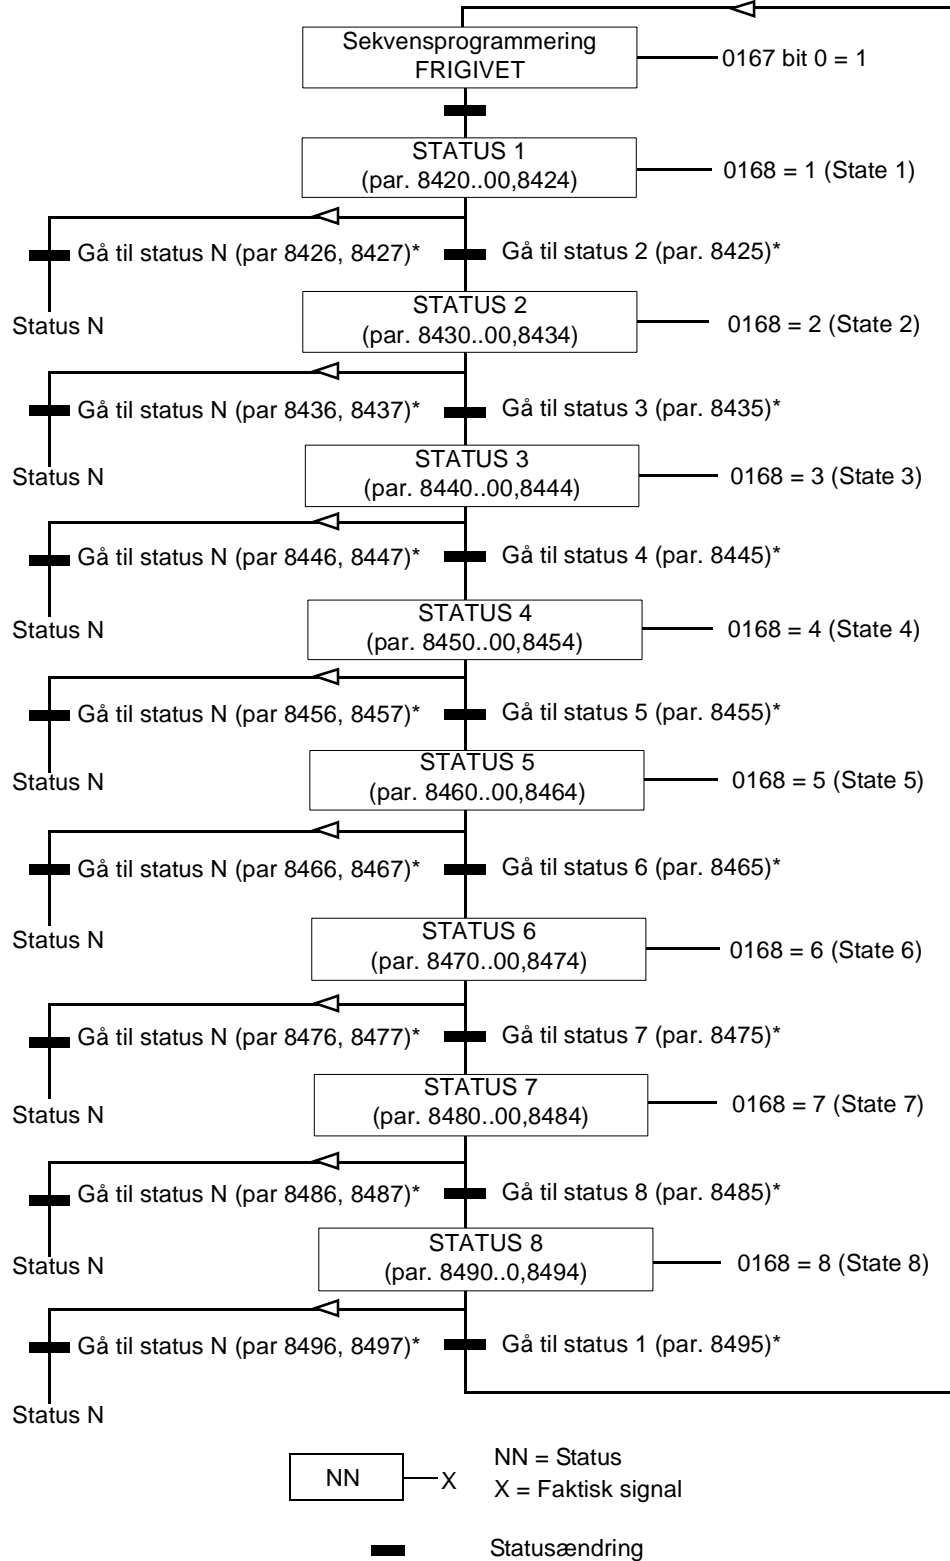 Sekvensprogrammering
FRIGIVET
0167 bit 0 = 1
STATUS 1
(par. 8420..00,8424)
0168 = 1 (State 1)
Gå til status N (par 8426, 8427)*
Gå til status 2 (par. 8425)*
Status N
STATUS 2
(par. 8430..00,8434)
0168 = 2 (State 2)
Gå til status N (par 8436, 8437)*
Gå til status 3 (par. 8435)*
Status N
STATUS 3
(par. 8440..00,8444)
0168 = 3 (State 3)
Gå til status N (par 8446, 8447)*
Gå til status 4 (par. 8445)*
Status N
STATUS 4
(par. 8450..00,8454)
0168 = 4 (State 4)
Gå til status N (par 8456, 8457)*
Gå til status 5 (par. 8455)*
Status N
STATUS 5
(par. 8460..00,8464)
0168 = 5 (State 5)
Gå til status N (par 8466, 8467)*
Gå til status 6 (par. 8465)*
Status N
STATUS 6
(par. 8470..00,8474)
0168 = 6 (State 6)
Gå til status N (par 8476, 8477)*
Gå til status 7 (par. 8475)*
Status N
STATUS 7
(par. 8480..00,8484)
0168 = 7 (State 7)
Gå til status N (par 8486, 8487)*
Gå til status 8 (par. 8485)*
Status N
STATUS 8
(par. 8490..0,8494)
0168 = 8 (State 8)
Gå til status N (par 8496, 8497)*
Gå til status 1 (par. 8495)*
Status N
NN
X
NN = Status
X = Faktisk signal
Statusændring